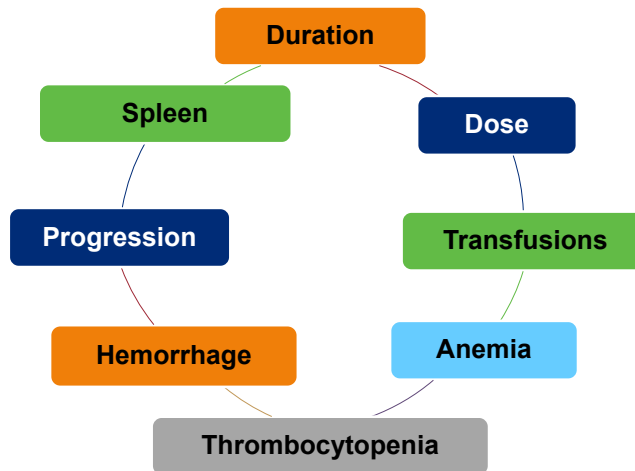 Duration
Spleen
Dose
Progression
Transfusions
Hemorrhage
Anemia
Thrombocytopenia